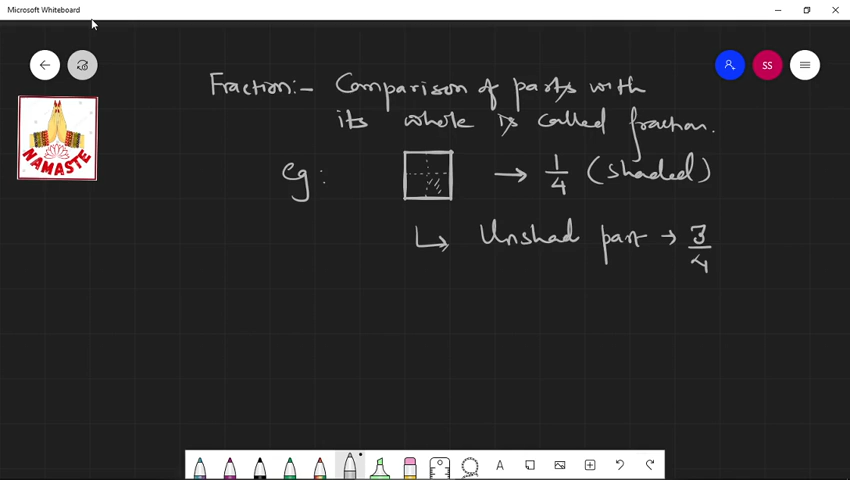 Microsoft Whiteboard
SS
Fraction:- Comparison of parts with
its whole is called fraction.
NAMASTE
eg: → 1/4 (Shaded)
↳ Unshad part → 3/4
A